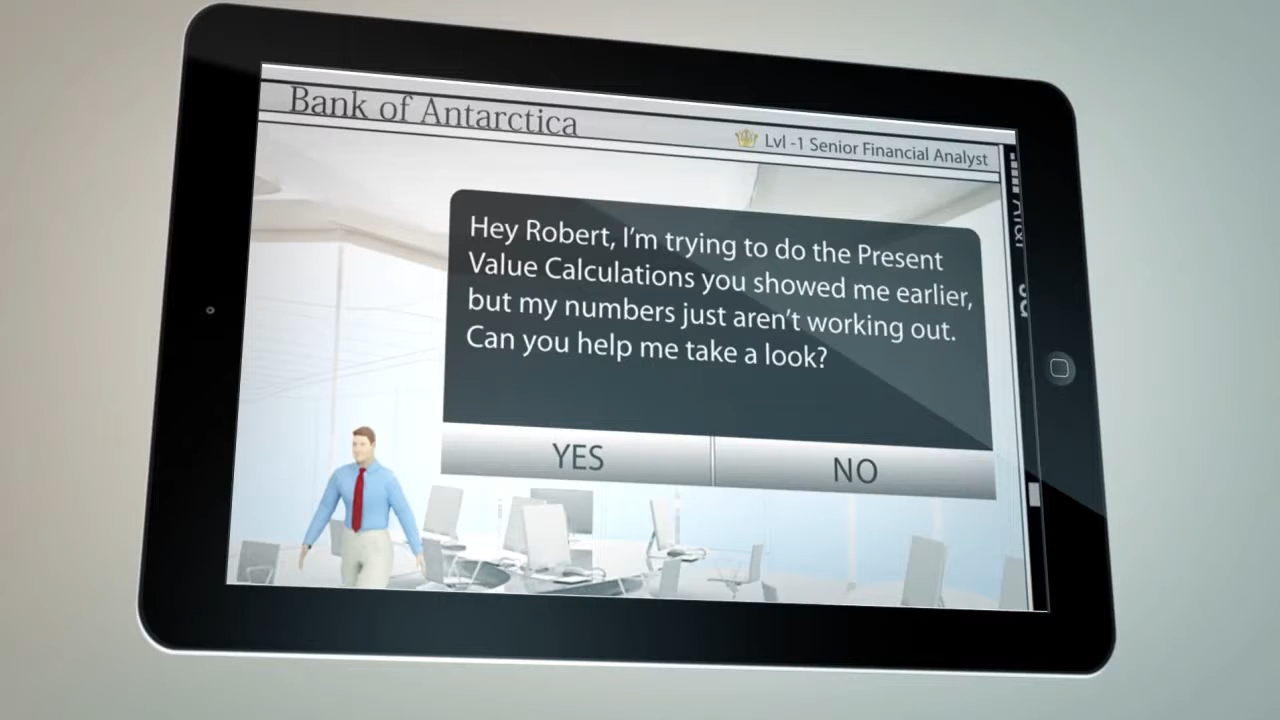 Bank of Antarctica
Lvl -1 Senior Financial Analyst
Hey Robert, I'm trying to do the Present
Value Calculations you showed me earlier,
but my numbers just aren't working out.
Can you help me take a look?
YES
NO